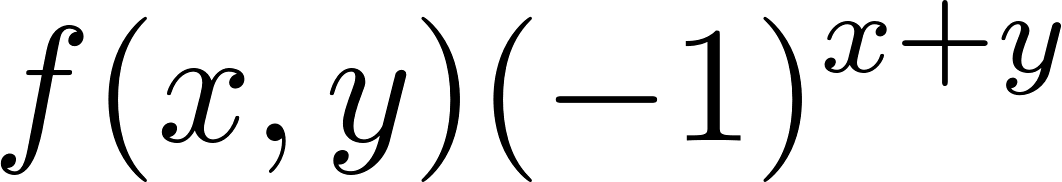 f(x, y)(−1)^{x+y}